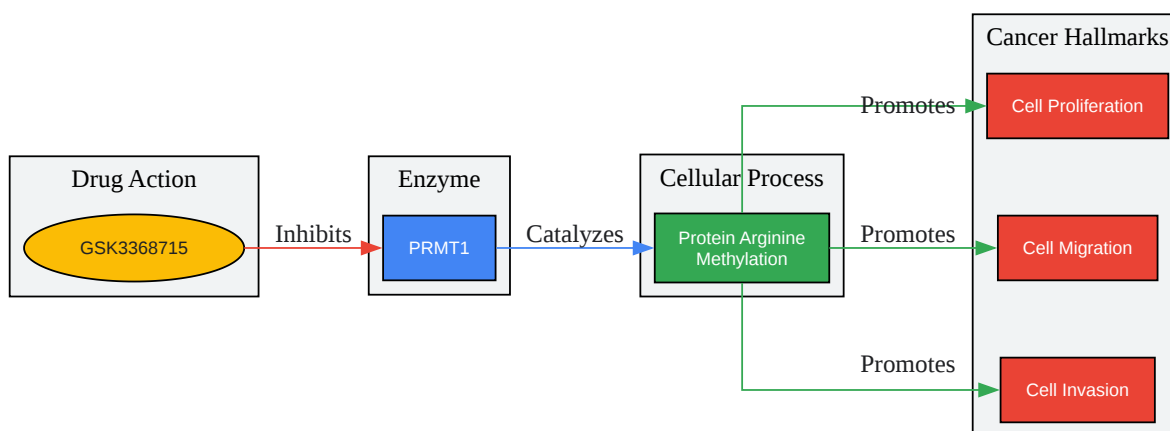 Drug Action
GSK3368715
Inhibits
Enzyme
PRMT1
Catalyzes
Cellular Process
Protein Arginine
Methylation
Promotes
Promotes
Promotes
Cancer Hallmarks
Cell Proliferation
Cell Migration
Cell Invasion